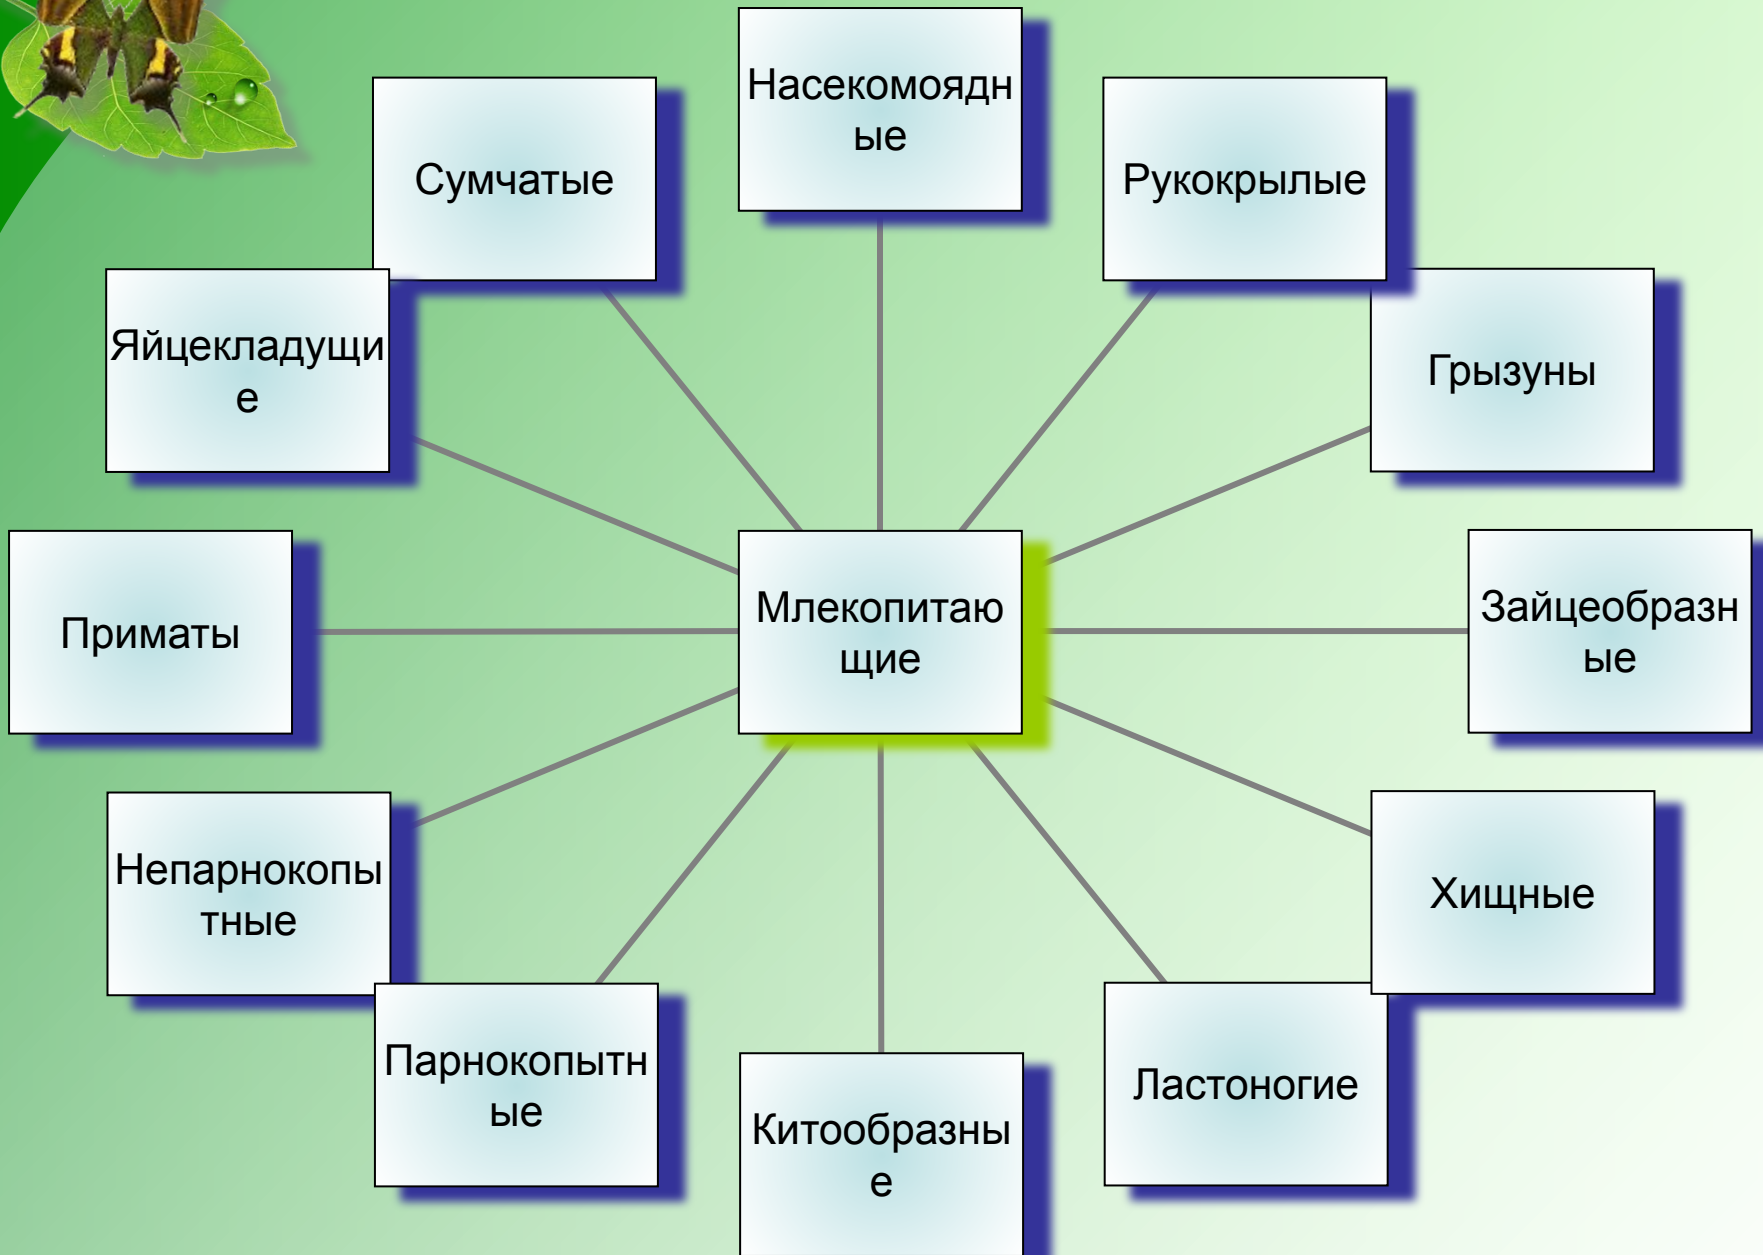 Насекомоядн
ые
Сумчатые
Рукокрылые
Яйцекладущи
е
Грызуны
Приматы
Млекопитаю
щие
Зайцеобразн
ые
Непарнокопы
тные
Хищные
Парнокопытн
ые
Ластоногие
Китообразны
е